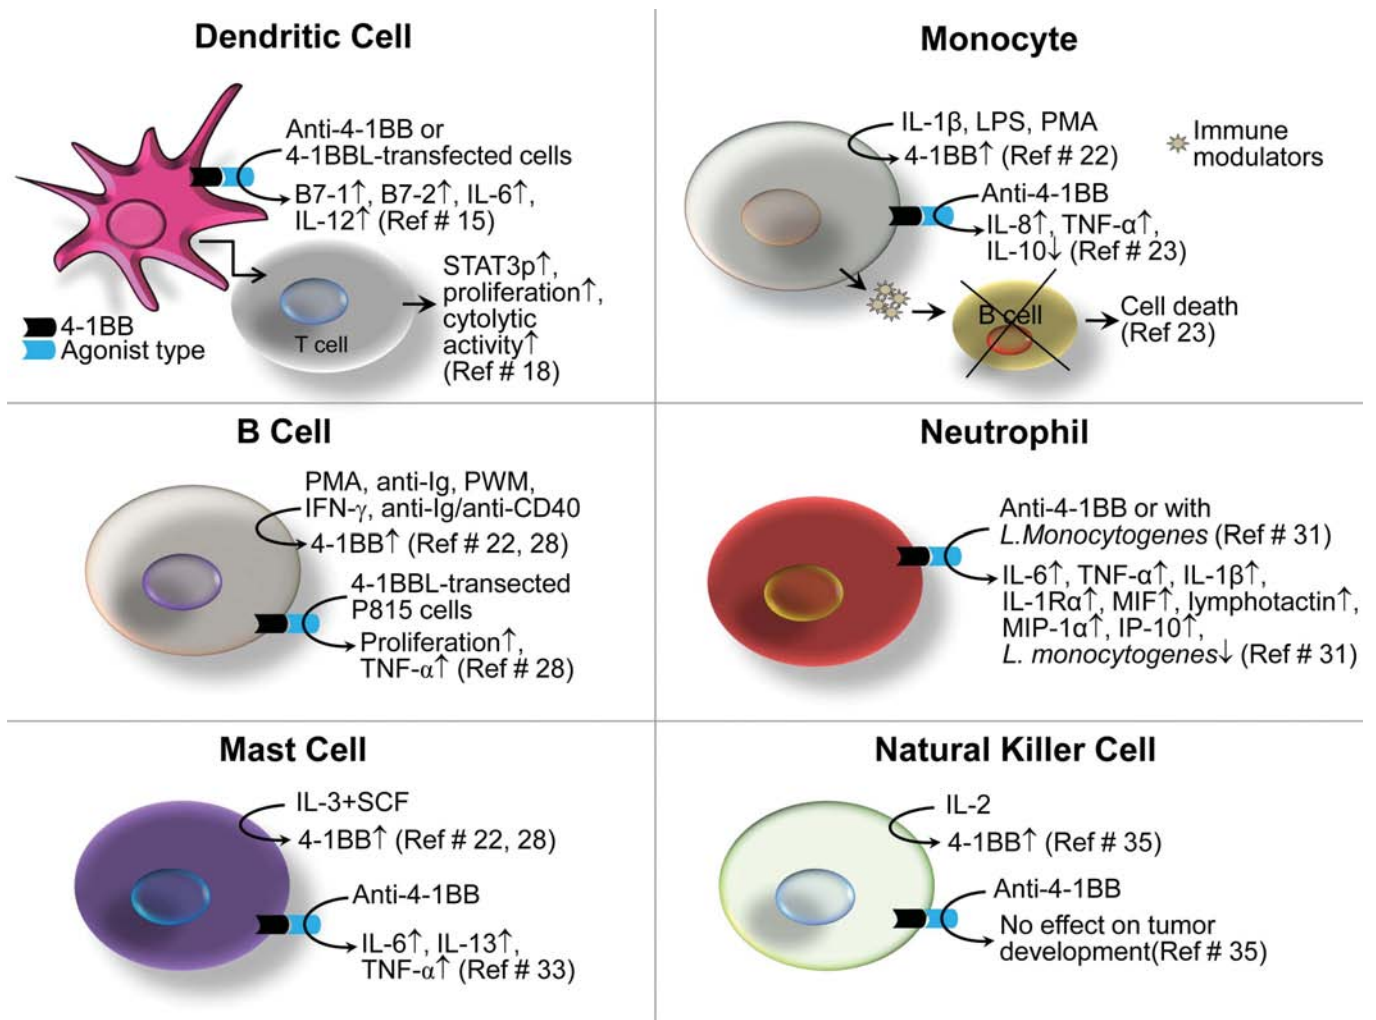 Dendritic Cell
Anti-4-1BB or
4-1BBL-transfected cells
B7-1↑, B7-2↑, IL-6↑,
IL-12↑ (Ref # 15)
STAT3p↑,
proliferation↑,
cytolytic
activity↑
(Ref # 18)
T cell
4-1BB
Agonist type
Monocyte
IL-1β, LPS, PMA
4-1BB↑ (Ref # 22)
Immune
modulators
Anti-4-1BB
IL-8↑, TNF-α↑,
IL-10↓ (Ref # 23)
B cell
Cell death
(Ref 23)
B Cell
PMA, anti-Ig, PWM,
IFN-γ, anti-Ig/anti-CD40
4-1BB↑ (Ref # 22, 28)
4-1BBL-transected
P815 cells
Proliferation↑,
TNF-α↑ (Ref # 28)
Neutrophil
Anti-4-1BB or with
L.Monocytogenes (Ref # 31)
IL-6↑, TNF-α↑, IL-1β↑,
IL-1Rα↑, MIF↑, lymphotactin↑,
MIP-1α↑, IP-10↑,
L. monocytogenes↓ (Ref # 31)
Mast Cell
IL-3+SCF
4-1BB↑ (Ref # 22, 28)
Anti-4-1BB
IL-6↑, IL-13↑,
TNF-α↑ (Ref # 33)
Natural Killer Cell
IL-2
4-1BB↑ (Ref # 35)
Anti-4-1BB
No effect on tumor
development(Ref # 35)